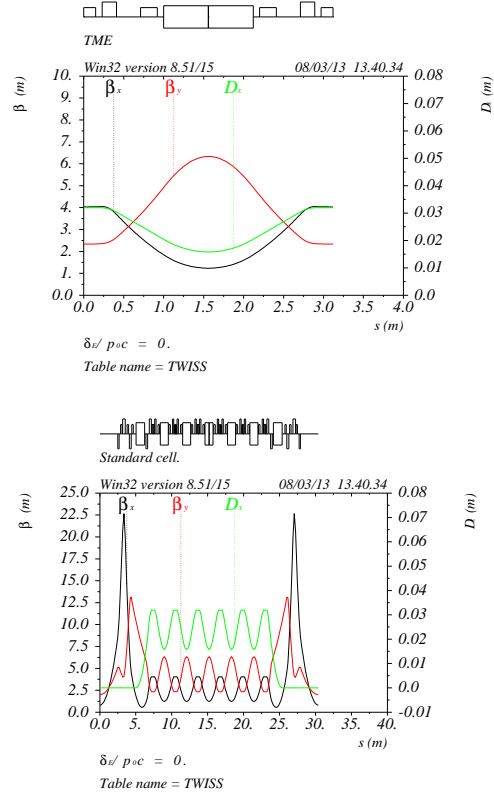 TME
Win32 version 8.51/15 08/03/13 13.40.34
β (m)
D (m)
βx βy Dx
10.
9.
8.
7.
6.
5.
4.
3.
2.
1.
0.0
0.08
0.07
0.06
0.05
0.04
0.03
0.02
0.01
0.0
0.0 0.5 1.0 1.5 2.0 2.5 3.0 3.5 4.0
s (m)
δE/ p0c = 0.
Table name = TWISS
Standard cell.
Win32 version 8.51/15 08/03/13 13.40.34
β (m)
D (m)
βx βy Dx
25.0
22.5
20.0
17.5
15.0
12.5
10.0
7.5
5.0
2.5
0.0
0.08
0.07
0.06
0.05
0.04
0.03
0.02
0.01
0.0
-0.01
0.0 5. 10. 15. 20. 25. 30.
s (m)
δE/ p0c = 0.
Table name = TWISS